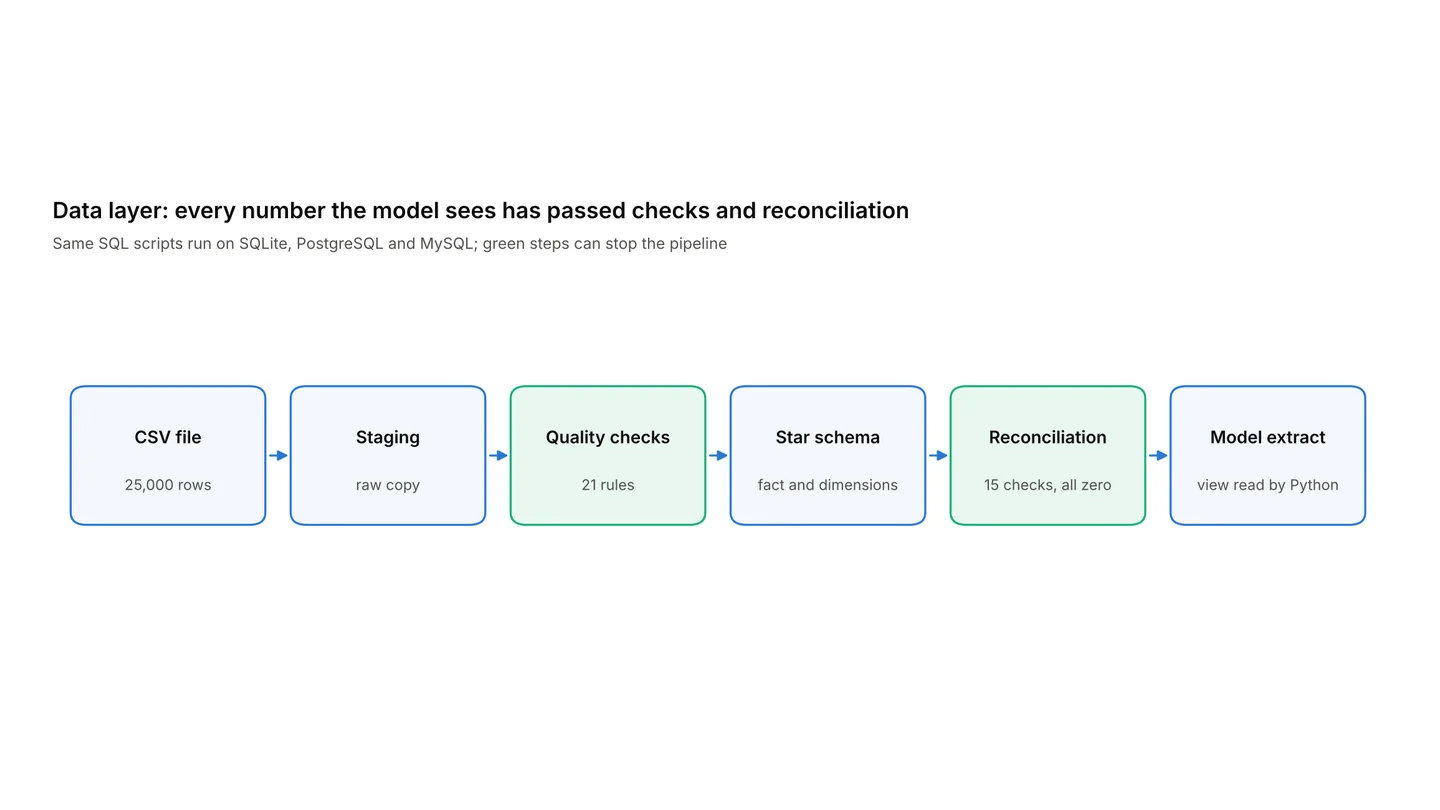 Data layer: every number the model sees has passed checks and reconciliation
Same SQL scripts run on SQLite, PostgreSQL and MySQL; green steps can stop the pipeline
CSV file
25,000 rows
Staging
raw copy
Quality checks
21 rules
Star schema
fact and dimensions
Reconciliation
15 checks, all zero
Model extract
view read by Python